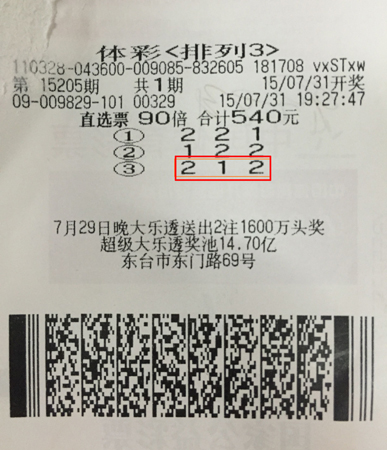 体彩<排列3>
110328-043600-009085-832605 181708 vxSTxw
第 15205期 共1期 15/07/31开奖
09-009829-101 00329 15/07/31 19:27:47
直选票 90倍 合计540元
① 2 2 1
② 1 2 2
③ 2 1 2
7月29日晚大乐透送出2注1600万头奖
超级大乐透奖池14.70亿
东台市东门路69号